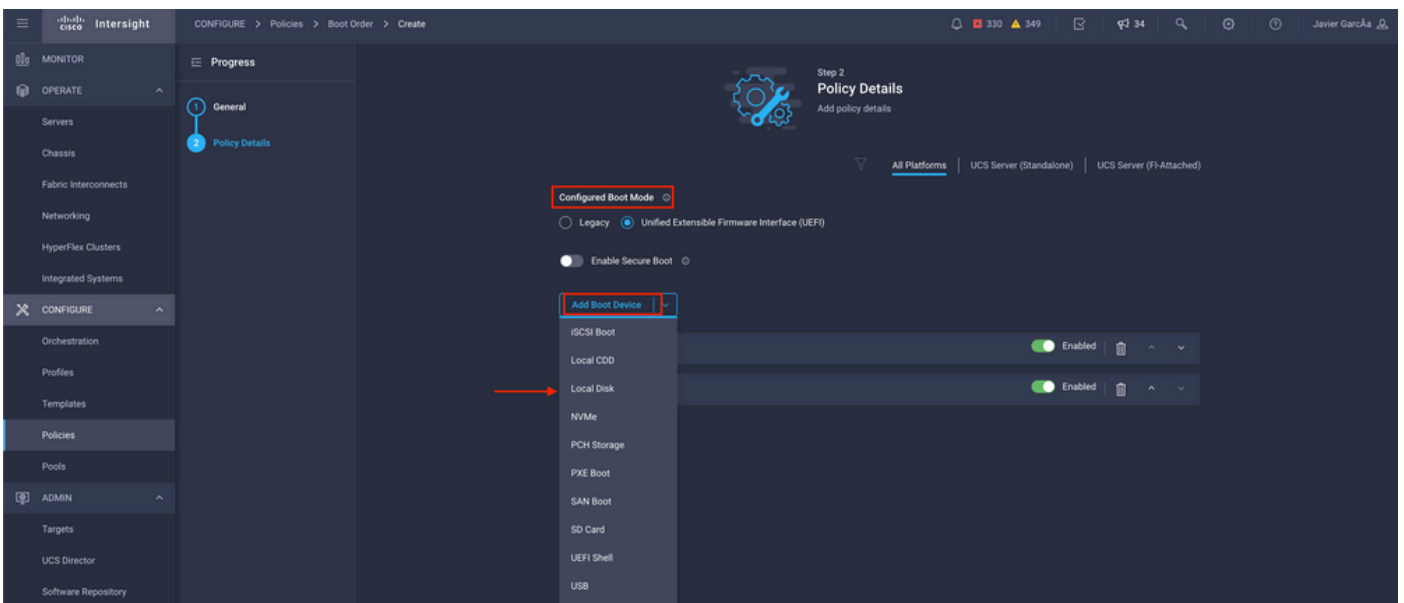 cisco Intersight
CONFIGURE > Policies > Boot Order > Create
330 349
34
Javier GarcÃa
MONITOR
OPERATE
Servers
Chassis
Fabric Interconnects
Networking
HyperFlex Clusters
Integrated Systems
CONFIGURE
Orchestration
Profiles
Templates
Policies
Pools
ADMIN
Targets
UCS Director
Software Repository
Progress
1 General
2 Policy Details
Step 2
Policy Details
Add policy details
All Platforms | UCS Server (Standalone) | UCS Server (FI-Attached)
Configured Boot Mode
Legacy Unified Extensible Firmware Interface (UEFI)
Enable Secure Boot
Add Boot Device
iSCSI Boot
Local CDD
Local Disk
NVMe
PCH Storage
PXE Boot
SAN Boot
SD Card
UEFI Shell
USB
Enabled
Enabled